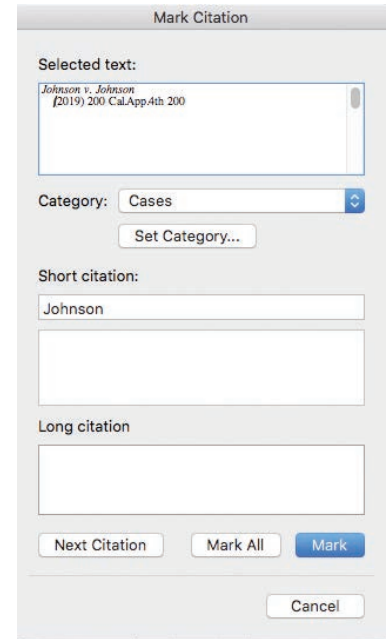 Mark Citation
Selected text:
Johnson v. Johnson
(2019) 200 Cal.App.4th 200
Category: Cases
Set Category...
Short citation:
Johnson
Long citation
Next Citation Mark All Mark
Cancel